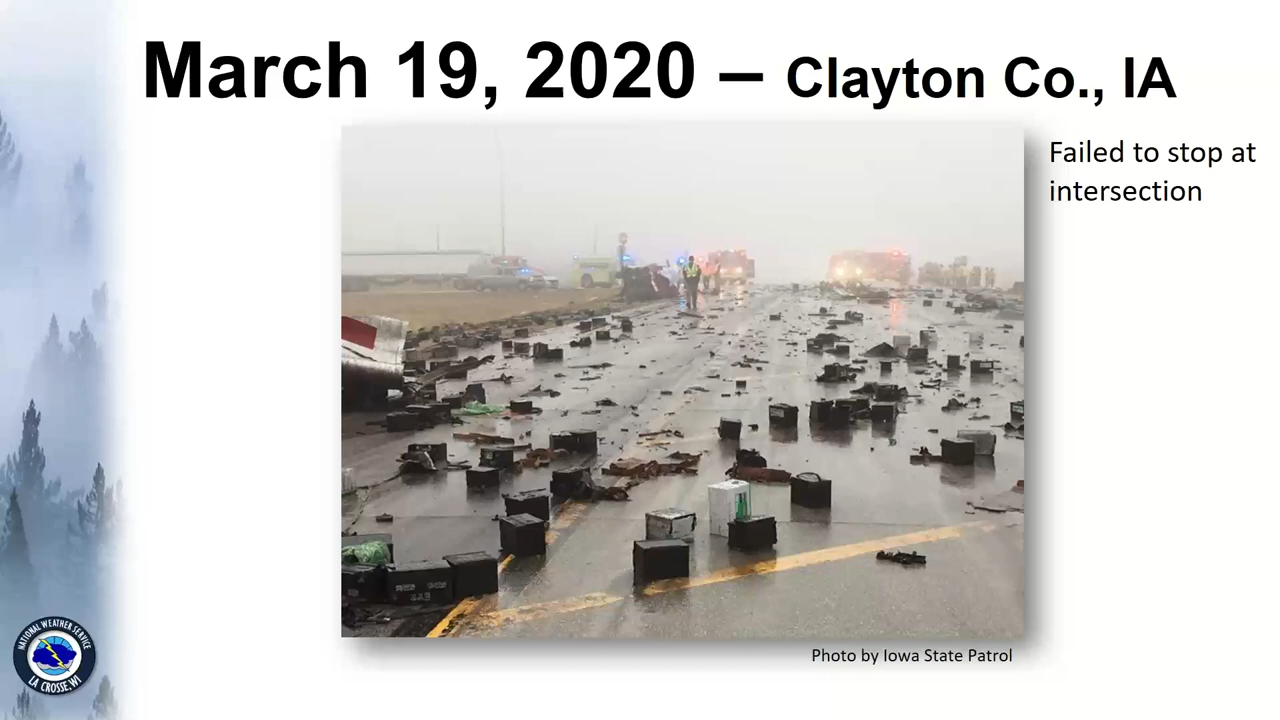 March 19, 2020 – Clayton Co., IA
Failed to stop at
intersection
Photo by Iowa State Patrol
NATIONAL WEATHER SERVICE
LA CROSSE, WI